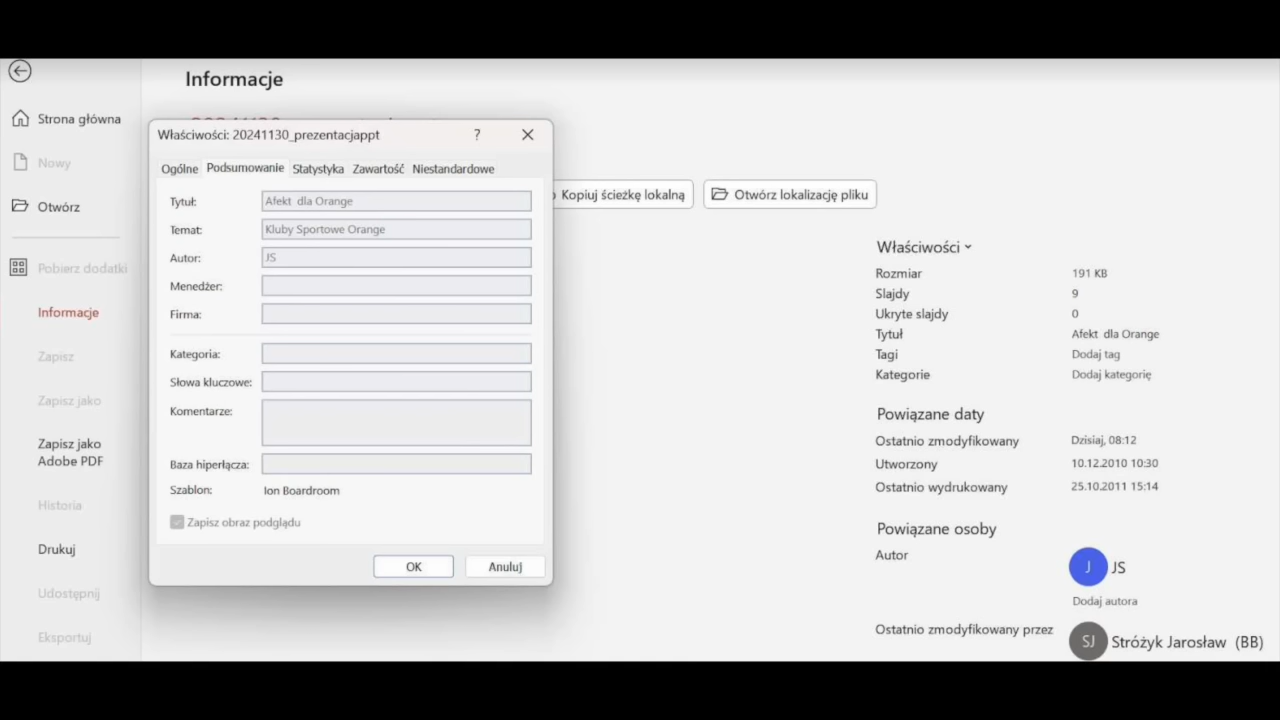 Informacje
Strona główna
Nowy
Otwórz
Pobierz dodatki
Informacje
Zapisz
Zapisz jako
Zapisz jako
Adobe PDF
Historia
Drukuj
Udostępnij
Eksportuj
Właściwości: 20241130_prezentacjappt
?
Ogólne Podsumowanie Statystyka Zawartość Niestandardowe
Tytuł: Afekt dla Orange
Temat: Kluby Sportowe Orange
Autor: JS
Menedżer:
Firma:
Kategoria:
Słowa kluczowe:
Komentarze:
Baza hiperłącza:
Szablon: Ion Boardroom
Zapisz obraz podglądu
OK Anuluj
Kopiuj ścieżkę lokalną
Otwórz lokalizację pliku
Właściwości
Rozmiar 191 KB
Slajdy 9
Ukryte slajdy 0
Tytuł Afekt dla Orange
Tagi Dodaj tag
Kategorie Dodaj kategorię
Powiązane daty
Ostatnio zmodyfikowany Dzisiaj, 08:12
Utworzony 10.12.2010 10:30
Ostatnio wydrukowany 25.10.2011 15:14
Powiązane osoby
Autor J JS
Dodaj autora
Ostatnio zmodyfikowany przez SJ Stróżyk Jarosław (BB)